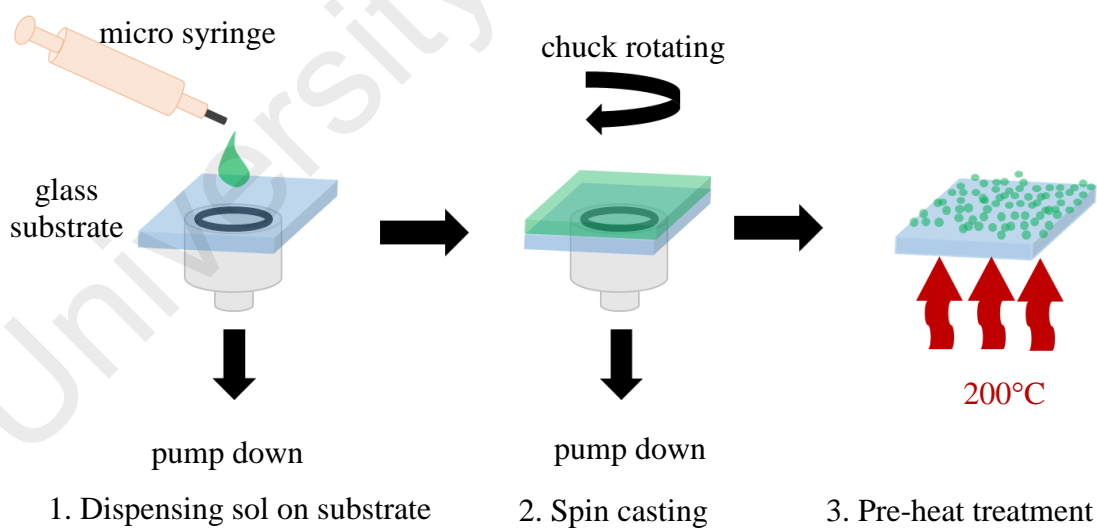 micro syringe
chuck rotating
glass
substrate
200°C
pump down
pump down
1. Dispensing sol on substrate
2. Spin casting
3. Pre-heat treatment
University